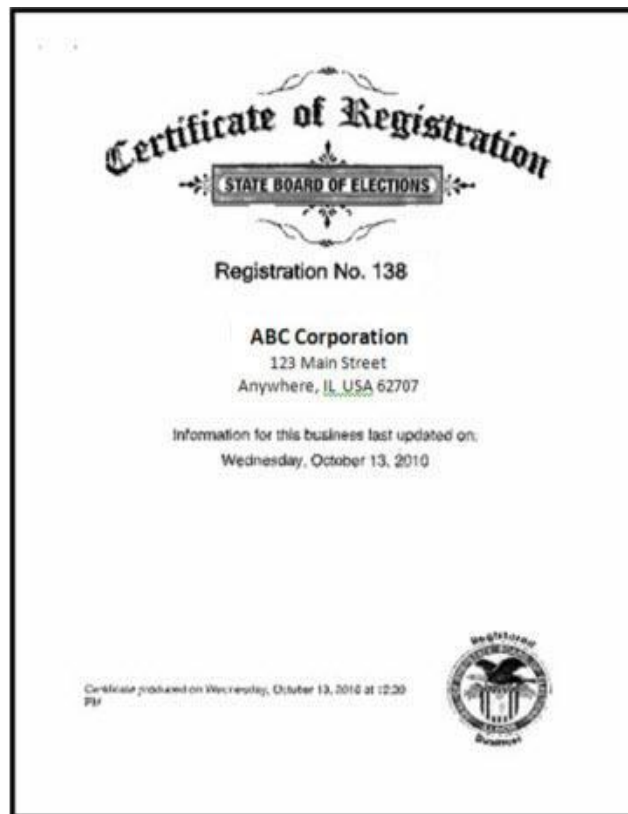 Certificate of Registration
STATE BOARD OF ELECTIONS
Registration No. 138
ABC Corporation
123 Main Street
Anywhere, IL USA 62707
Information for this business last updated on:
Wednesday, October 13, 2010
Certificate produced on Wednesday, October 13, 2010 at 12:30
PM
Registered
Business